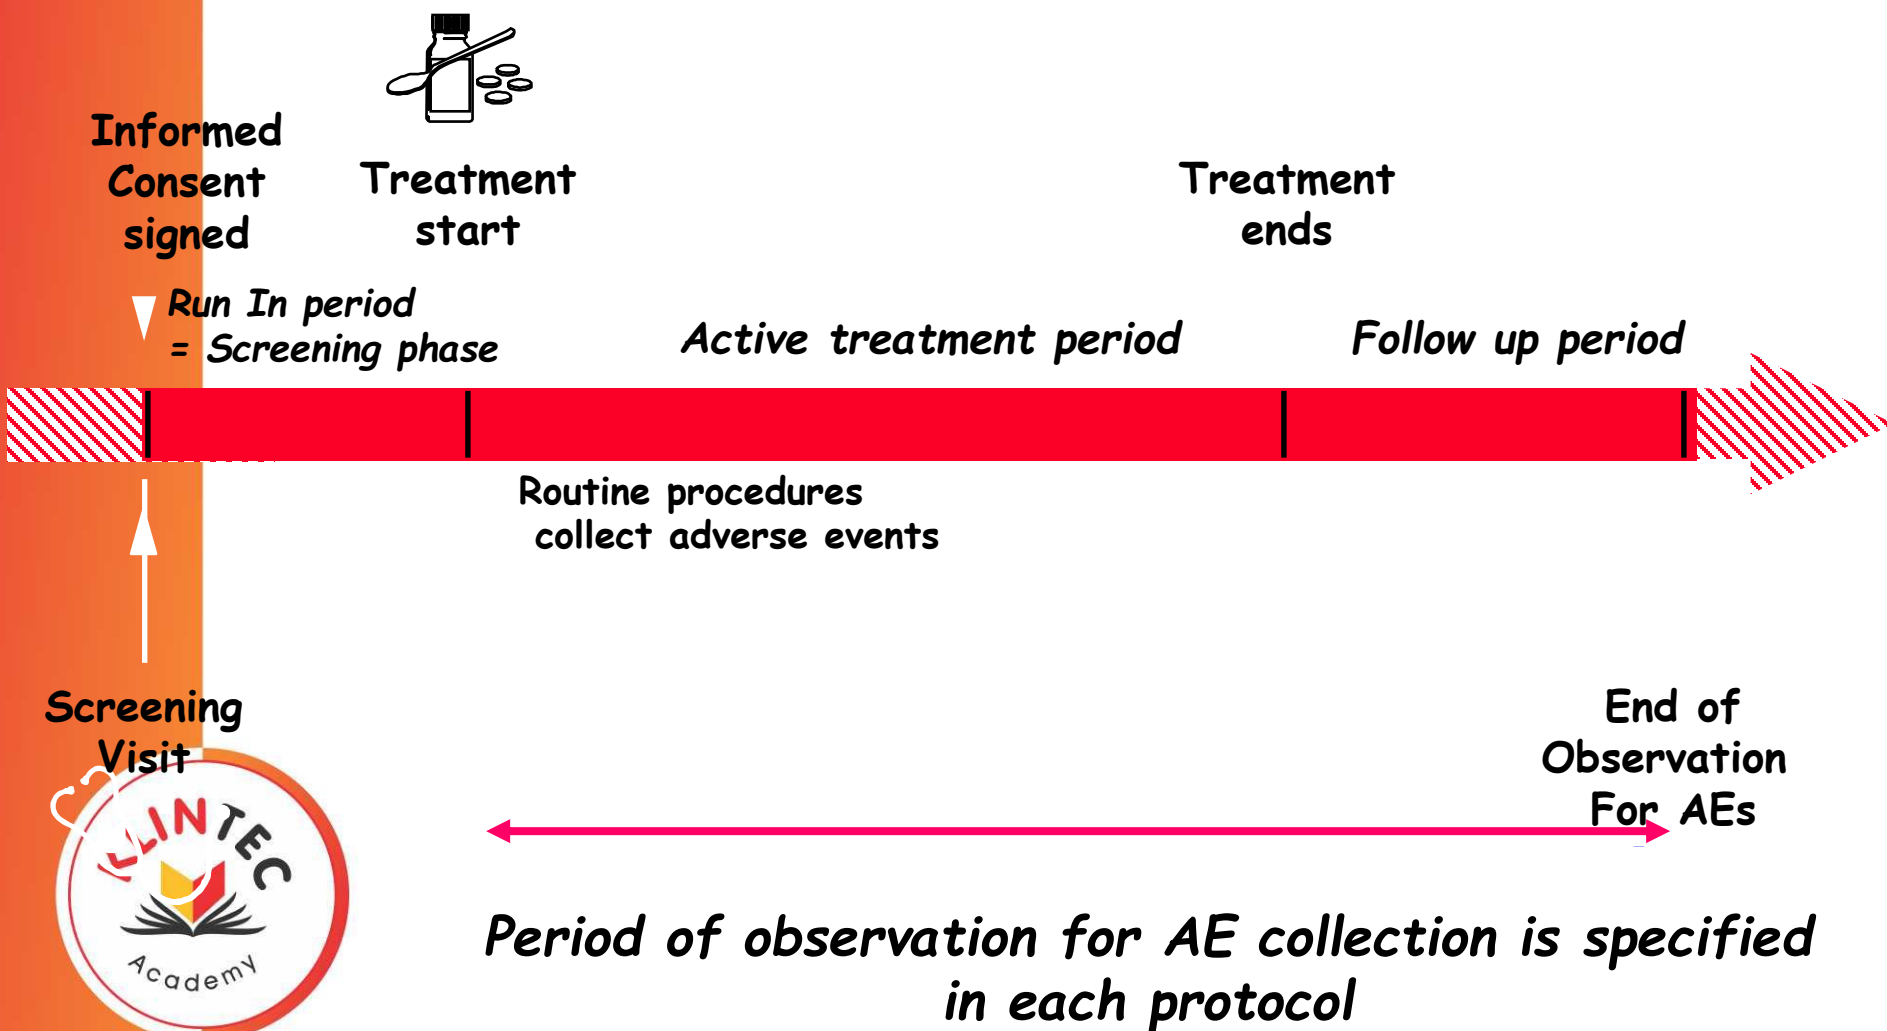 Informed
Consent
signed
Treatment
start
Treatment
ends
Run In period
= Screening phase
Active treatment period
Follow up period
Routine procedures
collect adverse events
Screening
Visit
End of
Observation
For AEs
KLINTEC
Academy
Period of observation for AE collection is specified
in each protocol